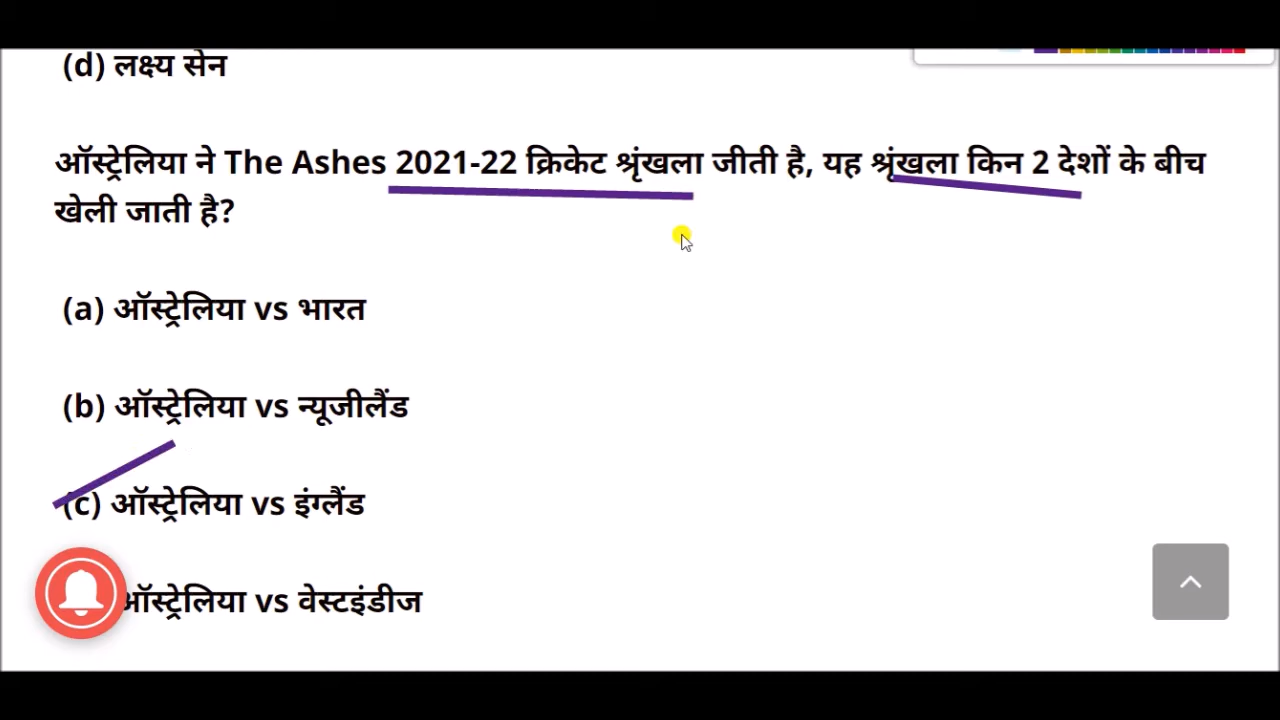 (d) लक्ष्य सेन
ऑस्ट्रेलिया ने The Ashes 2021-22 क्रिकेट श्रृंखला जीती है, यह श्रृंखला किन 2 देशों के बीच
खेली जाती है?
(a) ऑस्ट्रेलिया vs भारत
(b) ऑस्ट्रेलिया vs न्यूजीलैंड
(c) ऑस्ट्रेलिया vs इंग्लैंड
ऑस्ट्रेलिया vs वेस्टइंडीज